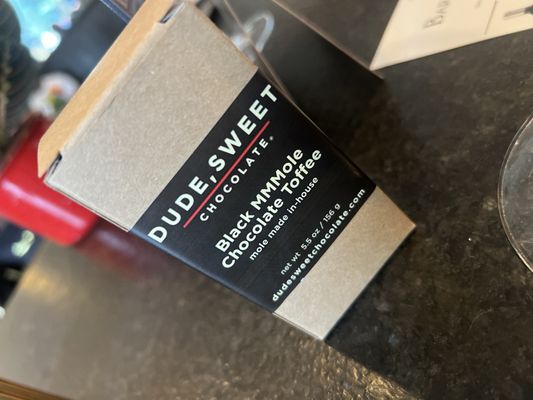 DUDE, SWEET
CHOCOLATE®
Black MMMole
Chocolate Toffee
mole made in-house
net wt 5.5 oz / 156 g
dudesweetchocolate.com